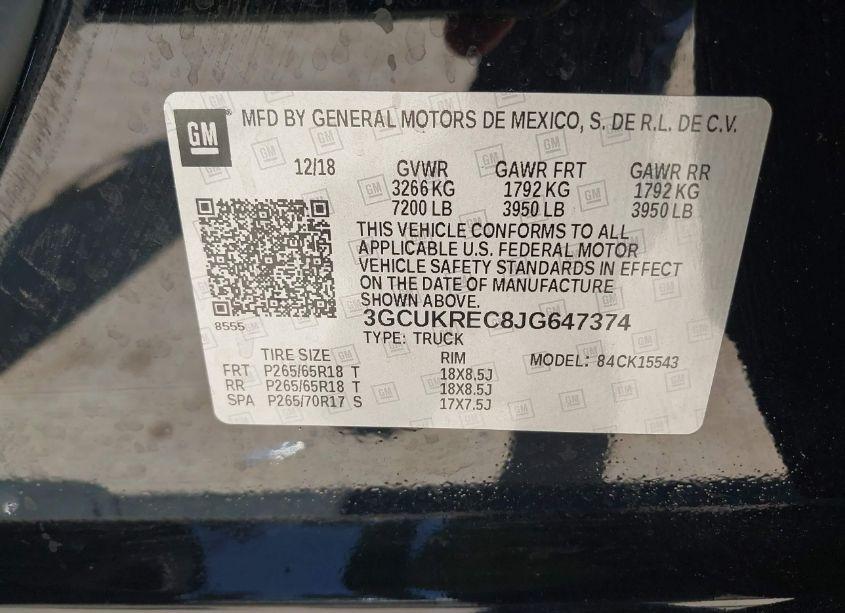 GM
MFD BY GENERAL MOTORS DE MEXICO, S. DE R.L. DE C.V.
12/18 GVWR GAWR FRT GAWR RR
3266 KG 1792 KG 1792 KG
7200 LB 3950 LB 3950 LB
THIS VEHICLE CONFORMS TO ALL
APPLICABLE U.S. FEDERAL MOTOR
VEHICLE SAFETY STANDARDS IN EFFECT
ON THE DATE OF MANUFACTURE
SHOWN ABOVE.
8555
3GCUKREC8JG647374
TYPE: TRUCK
TIRE SIZE RIM MODEL: 84CK15543
FRT P265/65R18 T 18X8.5J
RR P265/65R18 T 18X8.5J
SPA P265/70R17 S 17X7.5J